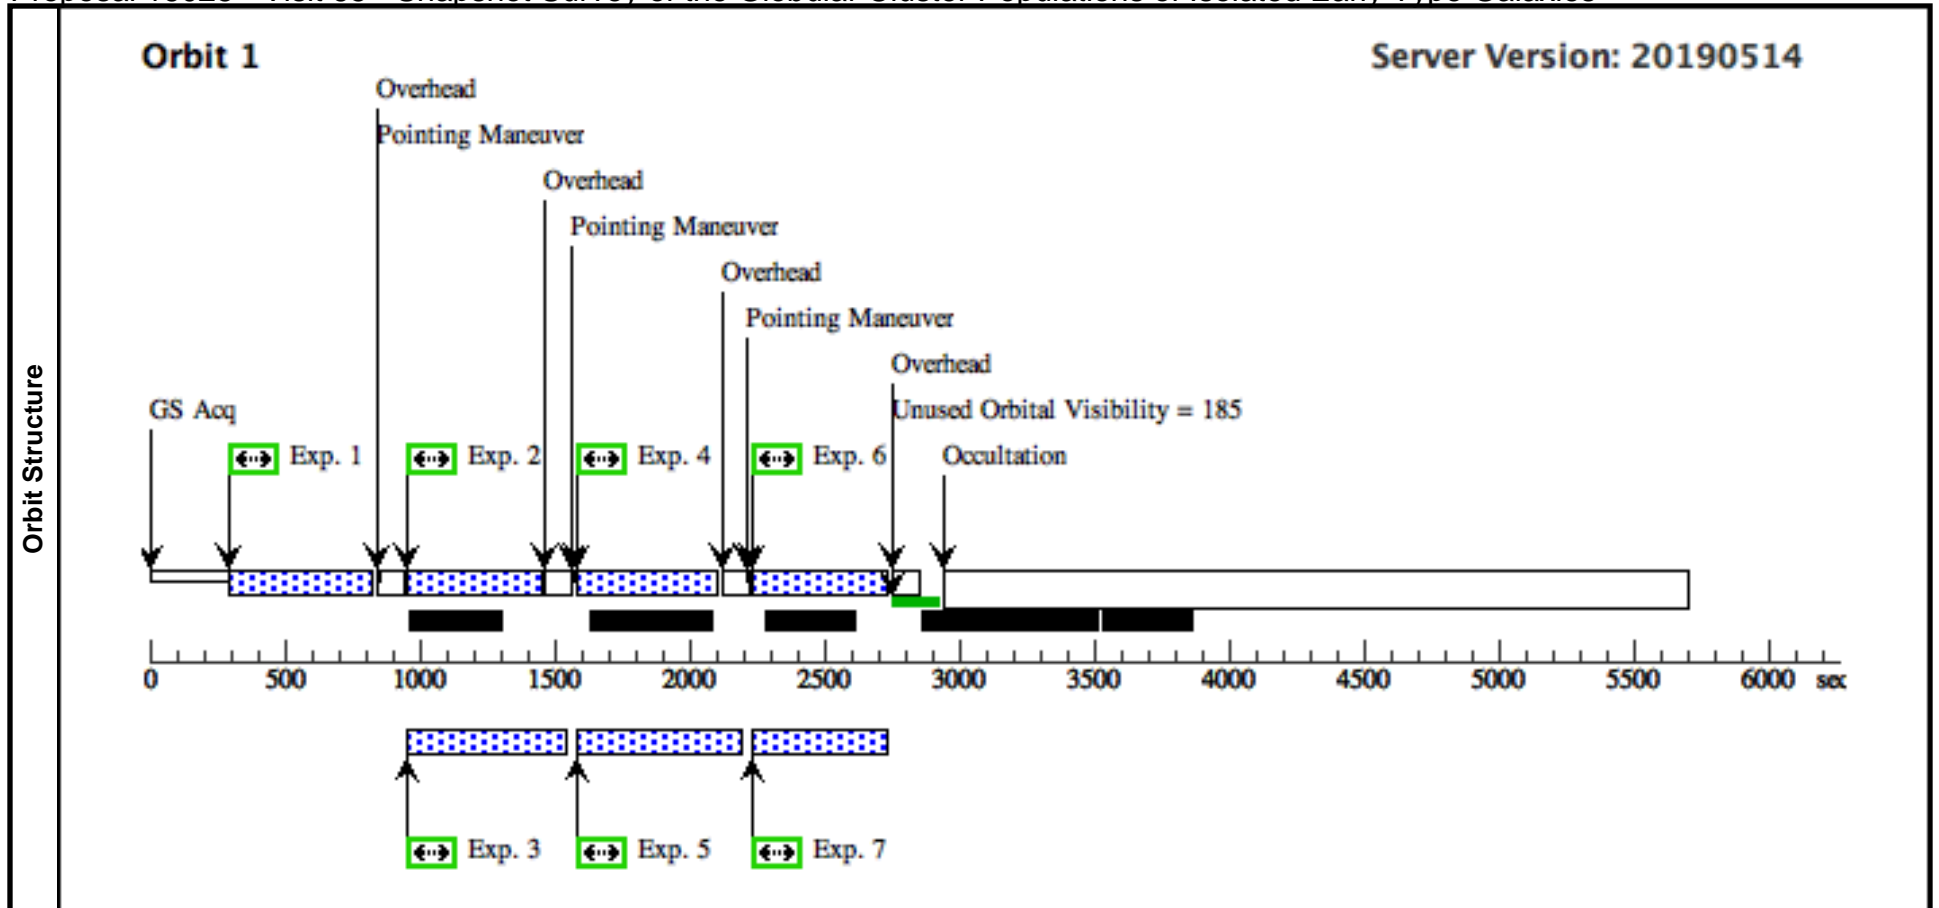 Orbit Structure
Orbit 1
Server Version: 20190514
Overhead
Pointing Maneuver
Overhead
Pointing Maneuver
Overhead
Pointing Maneuver
Overhead
GS Acq
Unused Orbital Visibility = 185
Exp. 1
Exp. 2
Exp. 4
Exp. 6
Occultation
0 500 1000 1500 2000 2500 3000 3500 4000 4500 5000 5500 6000 sec
Exp. 3
Exp. 5
Exp. 7